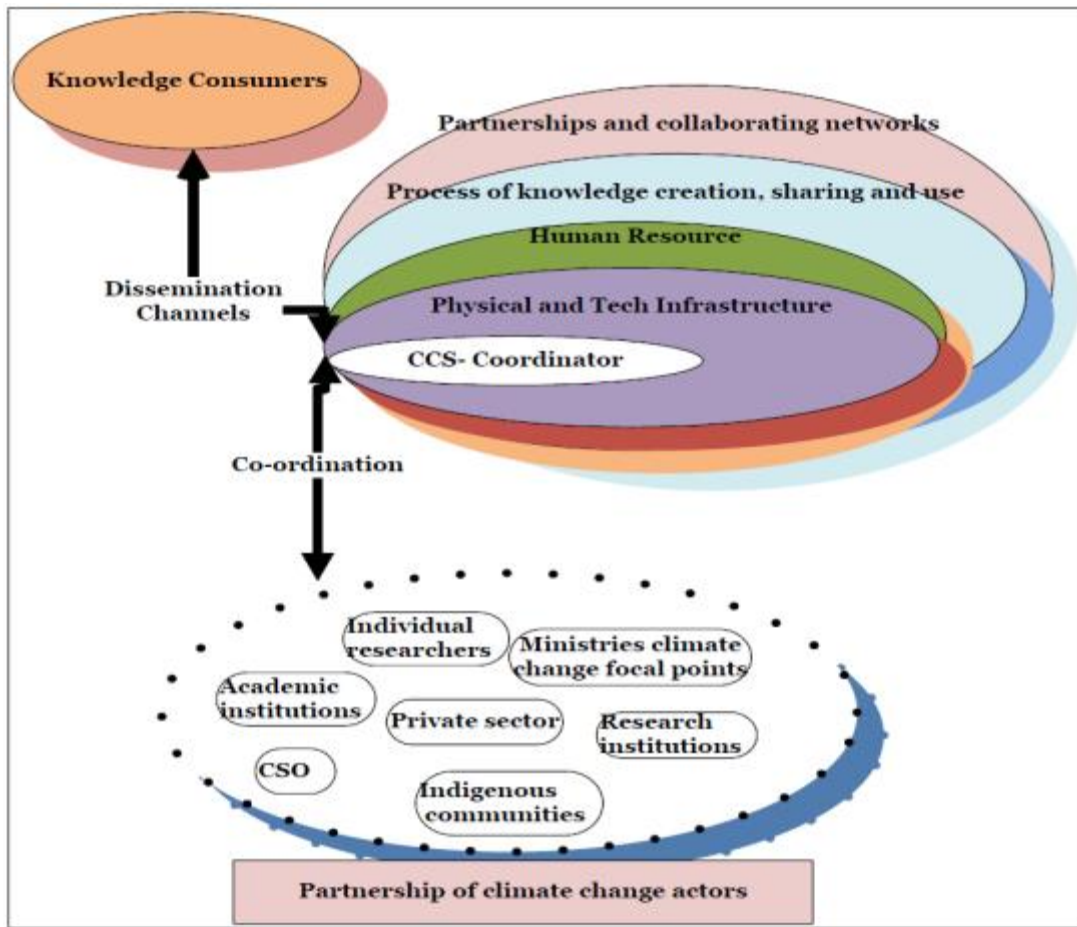 Knowledge Consumers
Partnerships and collaborating networks
Process of knowledge creation, sharing and use
Human Resource
Physical and Tech Infrastructure
CCS- Coordinator
Dissemination
Channels
Co-ordination
Individual
researchers
Ministries climate
change focal points
Academic
institutions
Private sector
Research
institutions
CSO
Indigenous
communities
Partnership of climate change actors